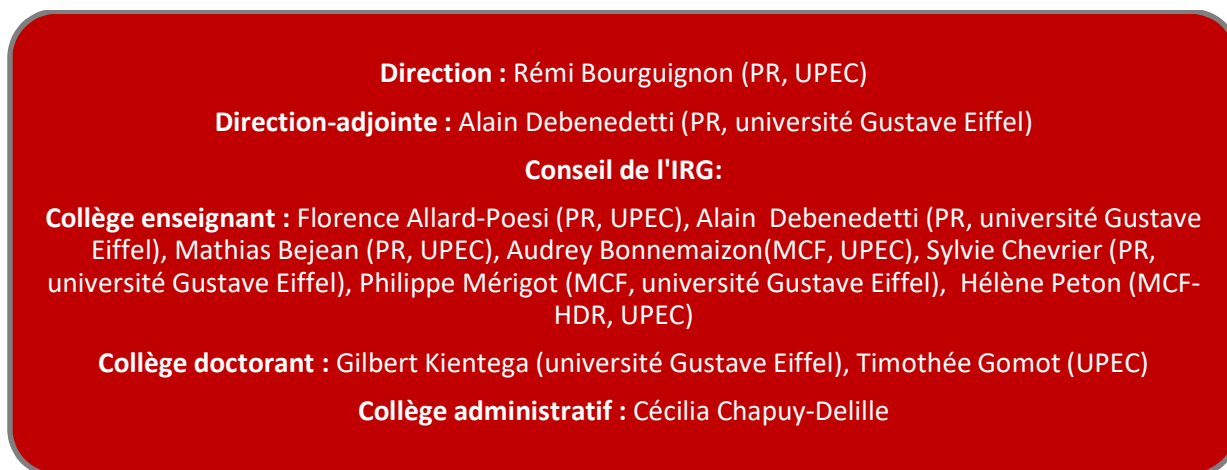 Direction : Rémi Bourguignon (PR, UPEC)
Direction-adjointe : Alain Debenedetti (PR, université Gustave Eiffel)
Conseil de l'IRG:
Collège enseignant : Florence Allard-Poesi (PR, UPEC), Alain  Debenedetti (PR, université Gustave
Eiffel), Mathias Bejean (PR, UPEC), Audrey Bonnemaizon(MCF, UPEC), Sylvie Chevrier (PR,
université Gustave Eiffel), Philippe Mérigot (MCF, université Gustave Eiffel),  Hélène Peton (MCF-
HDR, UPEC)
Collège doctorant : Gilbert Kientega (université Gustave Eiffel), Timothée Gomot (UPEC)
Collège administratif : Cécilia Chapuy-Delille